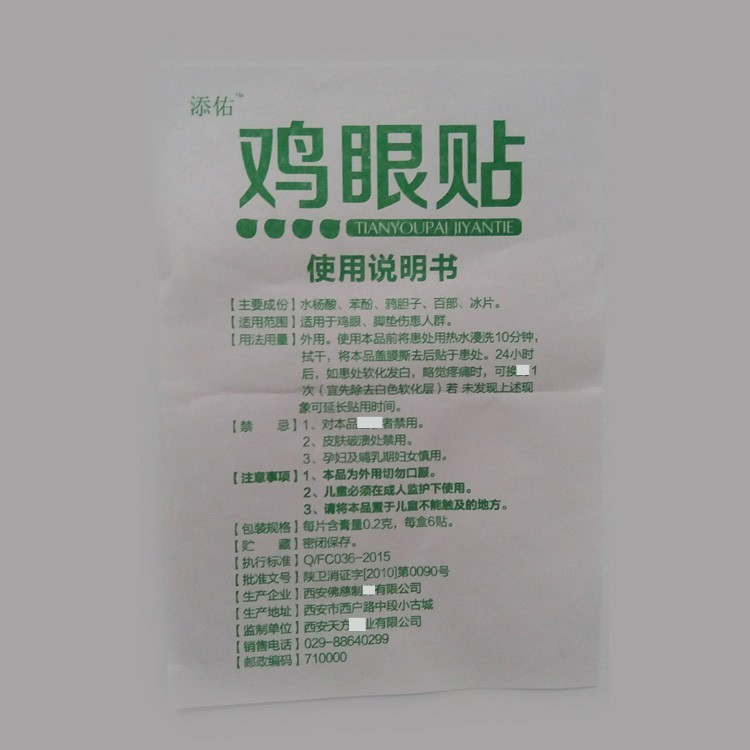 添佑™
鸡眼贴
TIANYOUPAI JIYANTIE
使用说明书
【主要成份】水杨酸、苯酚、鸦胆子、百部、冰片。
【适用范围】适用于鸡眼、脚垫伤患人群。
【用法用量】外用。使用本品前将患处用热水浸洗10分钟，
拭干，将本品盖膜撕去后贴于患处。24小时
后，如患处软化发白，略觉疼痛时，可换 1
次（宜先除去白色软化层）若 未发现上述现
象可延长贴用时间。
【禁 忌】1、对本品 者禁用。
2、皮肤破溃处禁用。
3、孕妇及哺乳期妇女慎用。
【注意事项】1、本品为外用切勿口服。
2、儿童必须在成人监护下使用。
3、请将本品置于儿童不能触及的地方。
【包装规格】每片含膏量0.2克，每盒6贴。
【贮 藏】密闭保存。
【执行标准】Q/FC036-2015
【批准文号】陕卫消证字[2010]第0090号
【生产企业】西安佛慈制 有限公司
【生产地址】西安市西户路中段小古城
【监制单位】西安天方 业有限公司
【销售电话】029-88640299
【邮政编码】710000